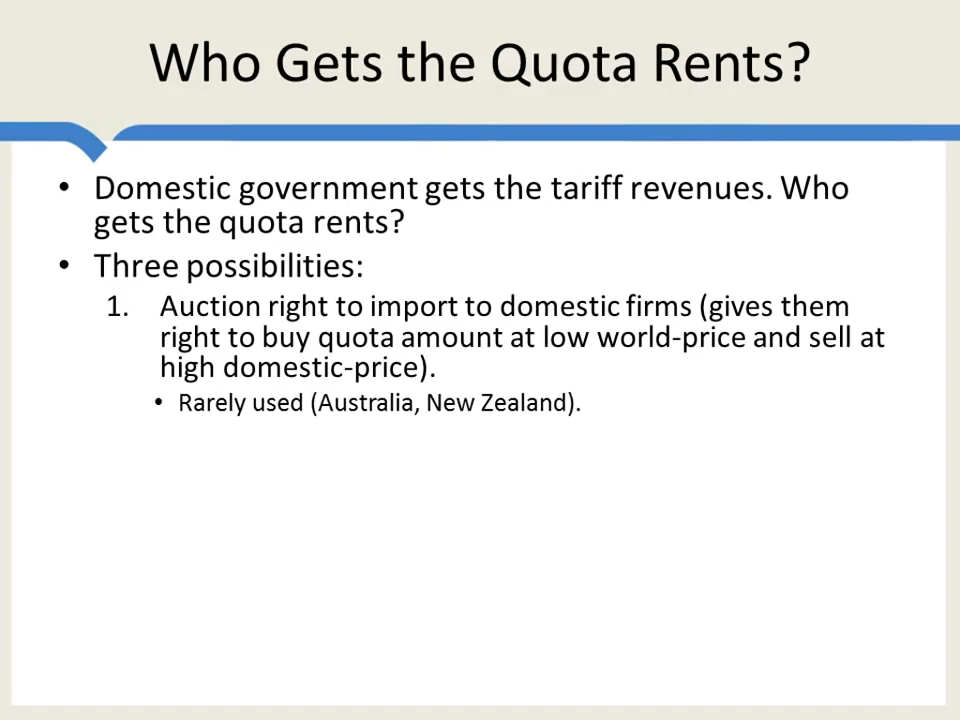 Who Gets the Quota Rents?
• Domestic government gets the tariff revenues. Who
gets the quota rents?
• Three possibilities:
1. Auction right to import to domestic firms (gives them
right to buy quota amount at low world-price and sell at
high domestic-price).
• Rarely used (Australia, New Zealand).